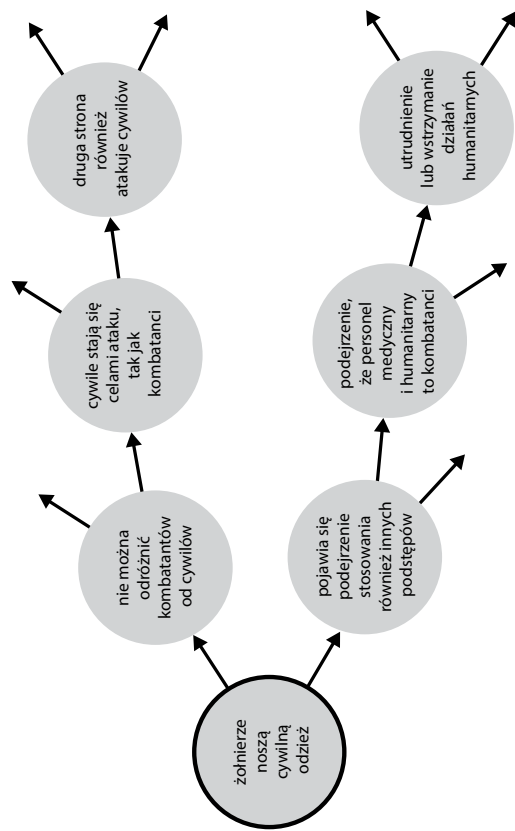 żołnierze
noszą
cywilną
odzież
nie można
odróżnić
kombatantów
od cywilów
cywile stają się
celami ataku,
tak jak
kombatanci
druga strona
również
atakuje cywilów
pojawia się
podejrzenie
stosowania
również innych
podstępów
podejrzenie,
że personel
medyczny
i humanitarny
to kombatanci
utrudnienie
lub wstrzymanie
działań
humanitarnych